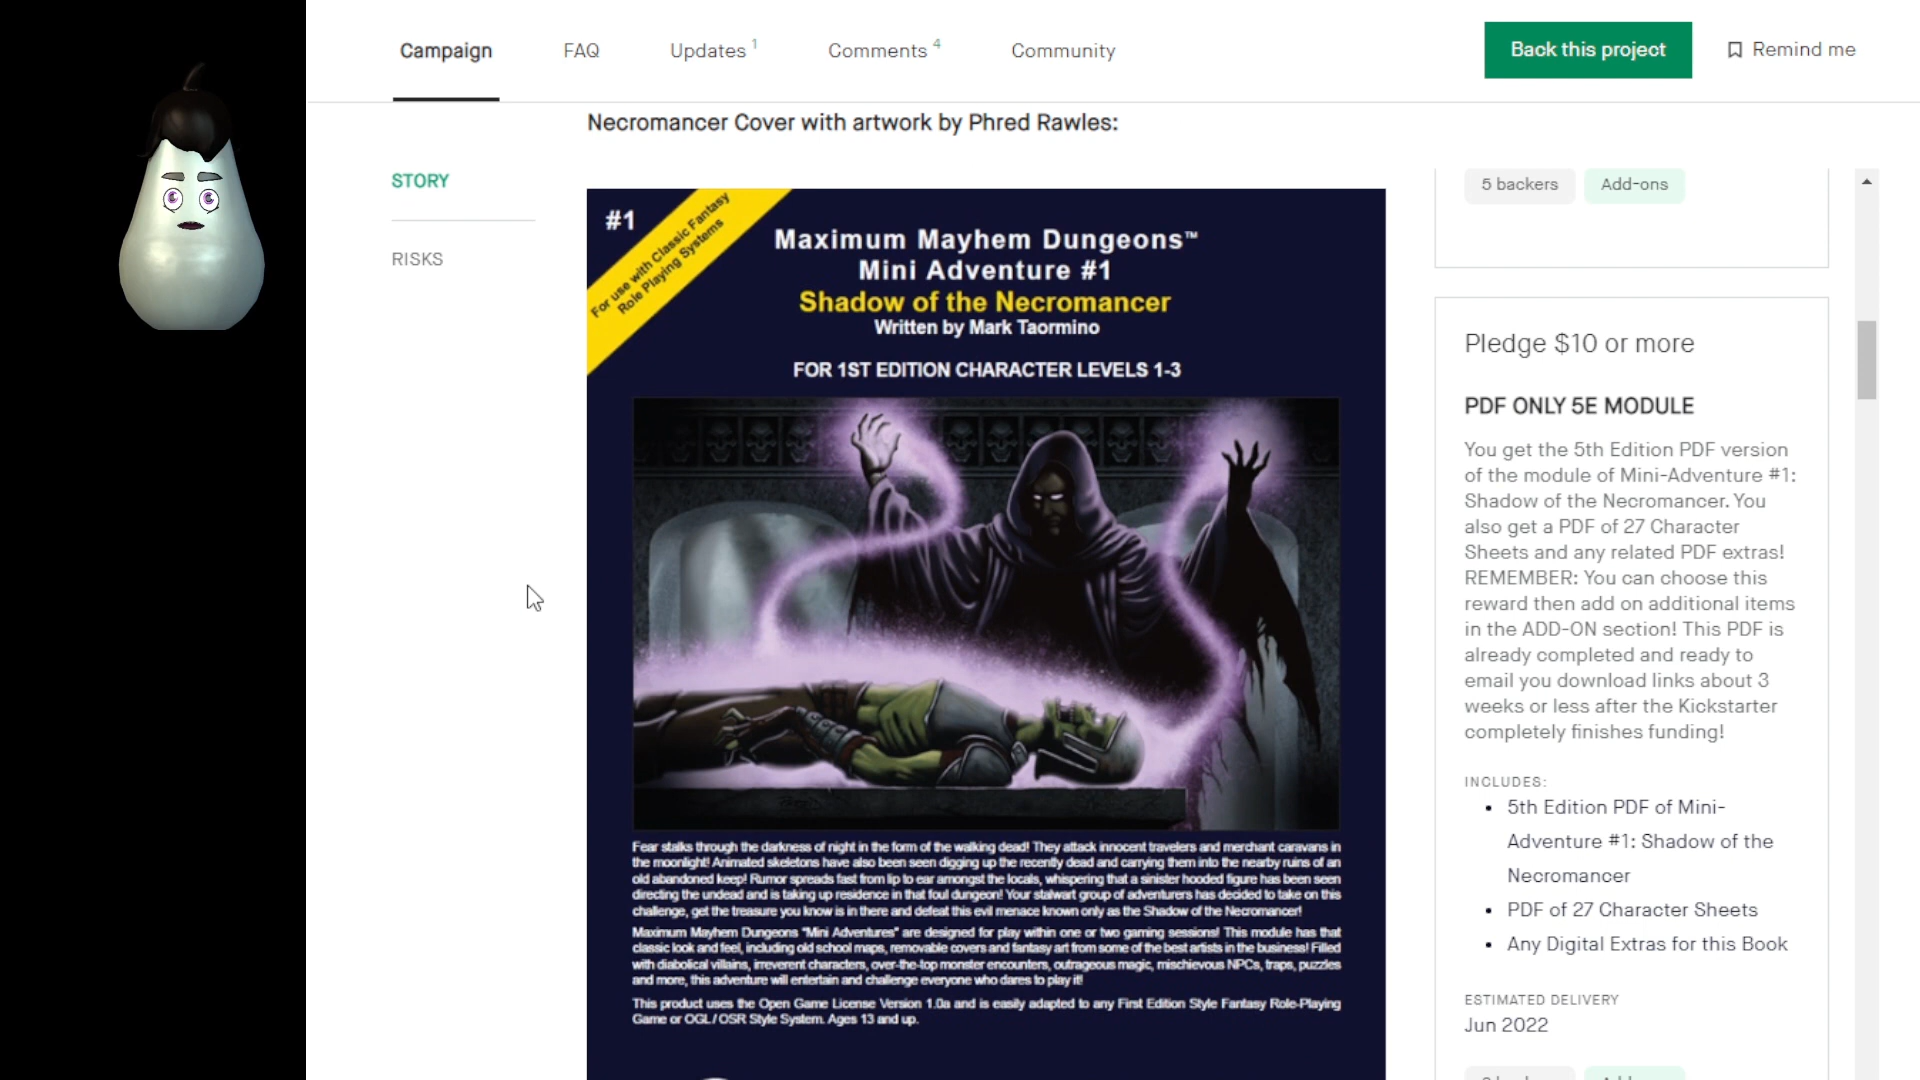 Campaign
FAQ
Updates 1
Comments 4
Community
Back this project
Remind me
Necromancer Cover with artwork by Phred Rawles:
STORY
RISKS
#1
For use with Classic Fantasy
Role Playing Systems
Maximum Mayhem Dungeons™
Mini Adventure #1
Shadow of the Necromancer
Written by Mark Taormino
FOR 1ST EDITION CHARACTER LEVELS 1-3
Fear stalks through the darkness of night in the form of the walking dead! They attack innocent travelers and merchant caravans in
the moonlight! Animated skeletons have also been seen digging up the recently dead and carrying them into the nearby ruins of an
old abandoned keep! Rumor spreads fast from lip to ear amongst the locals, whispering that a sinister hooded figure has been seen
directing the undead and is taking up residence in that foul dungeon! Your stalwart group of adventurers has decided to take on this
challenge, get the treasure you know is in there and defeat this evil menace known only as the Shadow of the Necromancer!
Maximum Mayhem Dungeons "Mini Adventures" are designed for play within one or two gaming sessions! This module has that
classic look and feel, including old school maps, removable covers and fantasy art from some of the best artists in the business! Filled
with diabolical villains, irreverent characters, over-the-top monster encounters, outrageous magic, mischievous NPCs, traps, puzzles
and more, this adventure will entertain and challenge everyone who dares to play it!
This product uses the Open Game License Version 1.0a and is easily adapted to any First Edition Style Fantasy Role-Playing
Game or OGL/OSR Style System. Ages 13 and up.
5 backers
Add-ons
Pledge $10 or more
PDF ONLY 5E MODULE
You get the 5th Edition PDF version
of the module of Mini-Adventure #1:
Shadow of the Necromancer. You
also get a PDF of 27 Character
Sheets and any related PDF extras!
REMEMBER: You can choose this
reward then add on additional items
in the ADD-ON section! This PDF is
already completed and ready to
email you download links about 3
weeks or less after the Kickstarter
completely finishes funding!
INCLUDES:
• 5th Edition PDF of Mini-
Adventure #1: Shadow of the
Necromancer
• PDF of 27 Character Sheets
• Any Digital Extras for this Book
ESTIMATED DELIVERY
Jun 2022